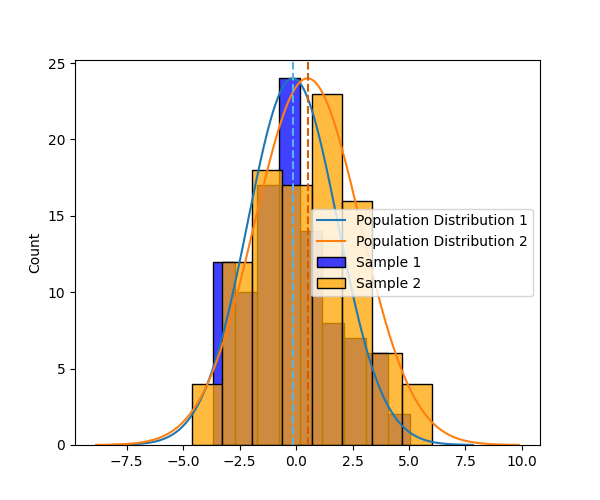 25
20
15
10
5
0
Count
Population Distribution 1
Population Distribution 2
Sample 1
Sample 2
−7.5 −5.0 −2.5 0.0 2.5 5.0 7.5 10.0